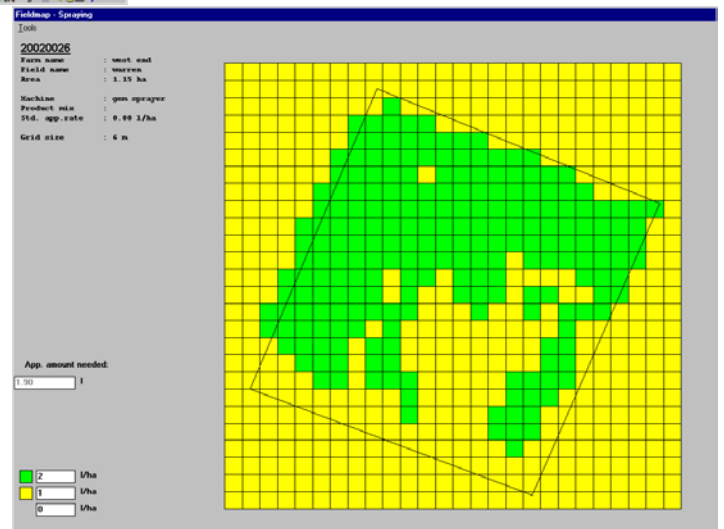 Fieldmap - Spraying
Tools
20020026
Farm name : west end
Field name : warren
Area : 1.15 ha
Machine : gem sprayer
Product mix :
Std. app.rate : 0.00 l/ha
Grid size : 6 m
App. amount needed:
1.90 l
2 l/ha
1 l/ha
0 l/ha